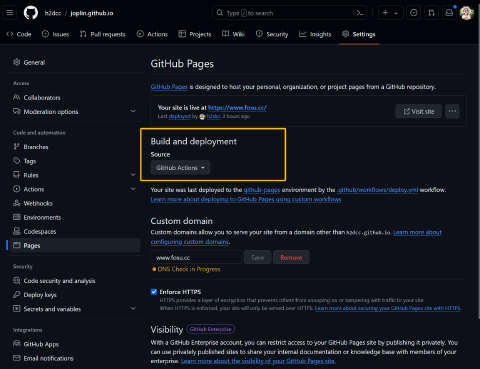 h2dcc / joplin.github.io
Type / to search
Code
Issues
Pull requests
Actions
Projects
Wiki
Security
Insights
Settings
General
Access
Collaborators
Moderation options
Code and automation
Branches
Tags
Rules
Actions
Webhooks
Environments
Codespaces
Pages
Security
Code security and analysis
Deploy keys
Secrets and variables
Integrations
GitHub Apps
Email notifications
GitHub Pages
GitHub Pages is designed to host your personal, organization, or project pages from a GitHub repository.
Your site is live at https://www.fosu.cc/
Last deployed by h2dcc 2 hours ago
Visit site
Build and deployment
Source
GitHub Actions
Your site was last deployed to the github-pages environment by the .github/workflows/deploy.yml workflow.
Learn more about deploying to GitHub Pages using custom workflows
Custom domain
Custom domains allow you to serve your site from a domain other than h2dcc.github.io. Learn more about
configuring custom domains.
www.fosu.cc
Save
Remove
DNS Check in Progress
Enforce HTTPS
HTTPS provides a layer of encryption that prevents others from snooping on or tampering with traffic to your site.
When HTTPS is enforced, your site will only be served over HTTPS. Learn more about securing your GitHub Pages site with HTTPS.
Visibility GitHub Enterprise
With a GitHub Enterprise account, you can restrict access to your GitHub Pages site by publishing it privately. You
can use privately published sites to share your internal documentation or knowledge base with members of your
enterprise. Learn more about the visibility of your GitHub Pages site.